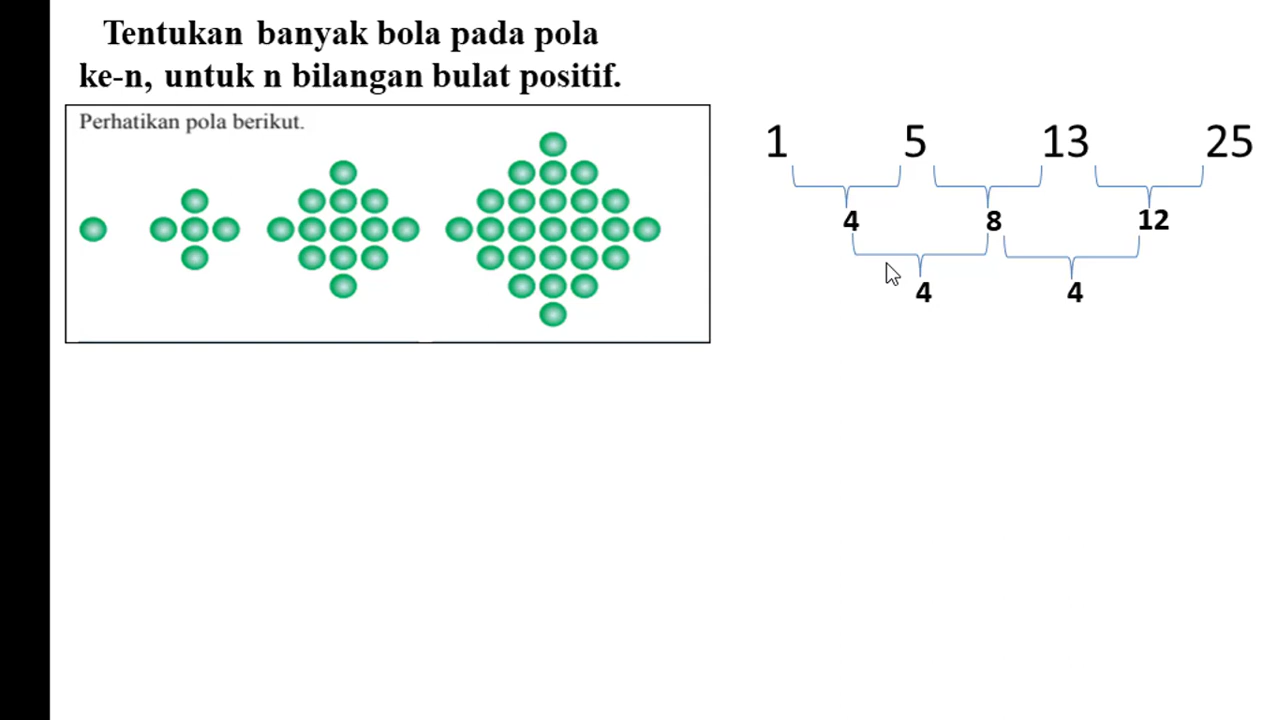 Tentukan banyak bola pada pola
ke-n, untuk n bilangan bulat positif.
Perhatikan pola berikut.
1 5 13 25
4 8 12
4 4